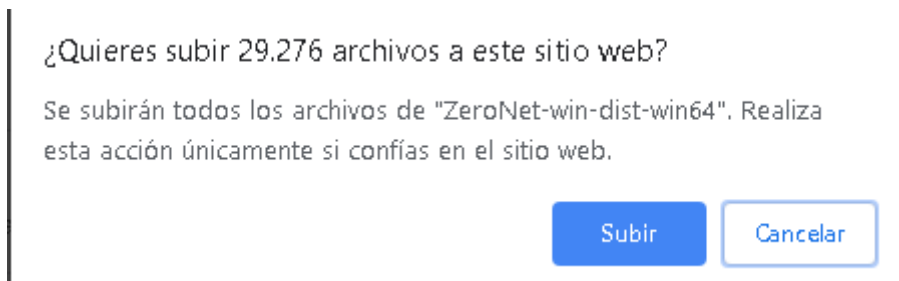 ¿Quieres subir 29.276 archivos a este sitio web?
Se subirán todos los archivos de "ZeroNet-win-dist-win64". Realiza
esta acción únicamente si confías en el sitio web.
Subir
Cancelar